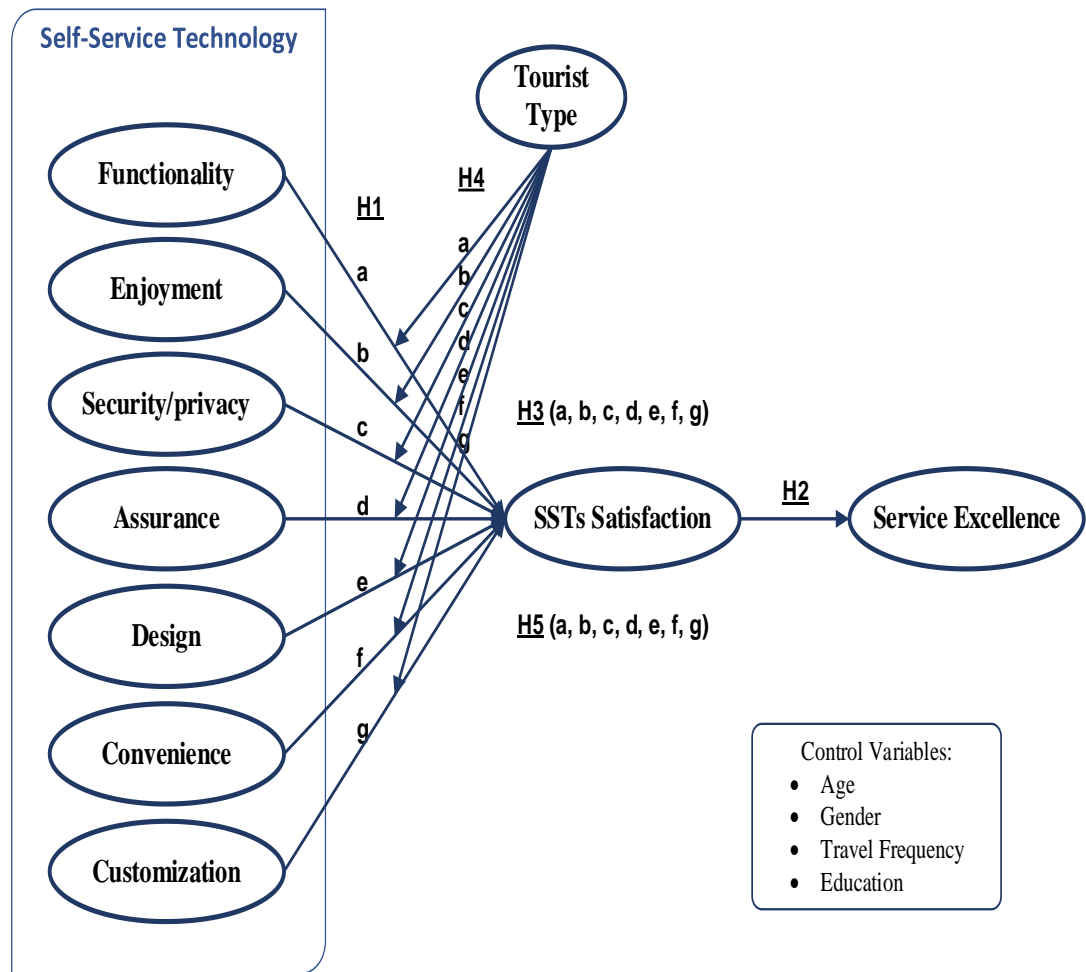 Self-Service Technology
Tourist
Type
Functionality
Enjoyment
Security/privacy
Assurance
Design
Convenience
Customization
H1
a
b
c
d
e
f
g
H4
a
b
c
d
e
f
g
H3 (a, b, c, d, e, f, g)
SSTs Satisfaction
H2
Service Excellence
H5 (a, b, c, d, e, f, g)
Control Variables:
• Age
• Gender
• Travel Frequency
• Education